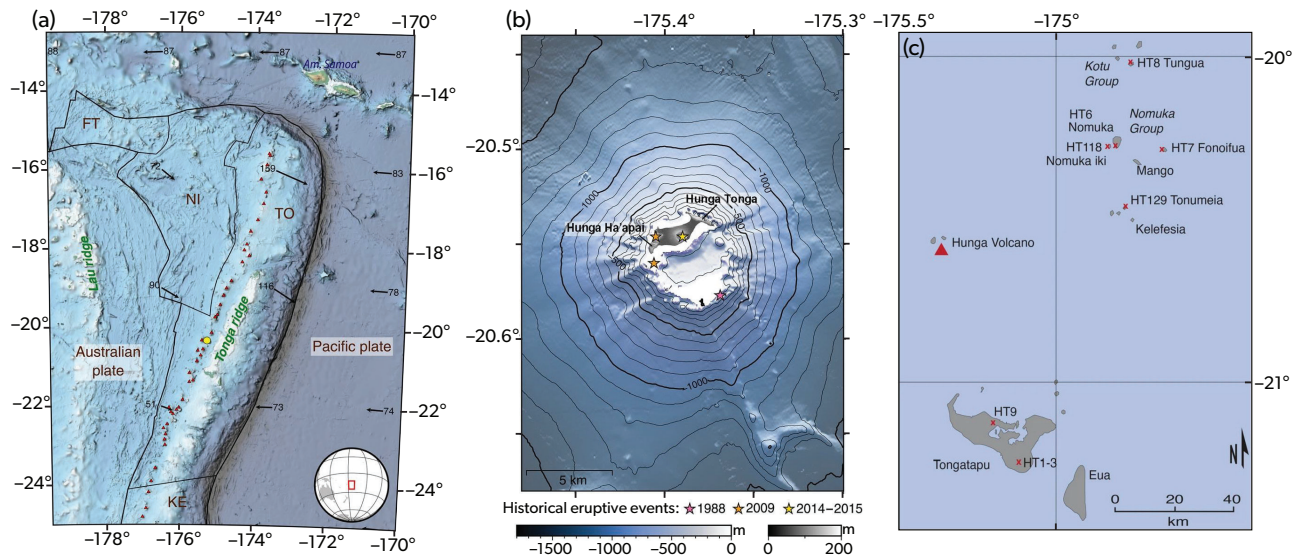 (a)
−178° −176° −174° −172° −170°
88 87 87 87
Am. Samoa
−14° −14°
FT
−16° 72 159 83 −16°
NI TO
−18° −18°
Lau ridge
90 116 78
−20° −20°
Tonga ridge
Australian
plate
Pacific plate
−22° 51 73 74 −22°
−24° −24°
KE
−178° −176° −174° −172° −170°
(b)
−175.4 −175.3
−20.5°
−1000
−500
Hunga Tonga
Hunga Ha'apai
−500
−20.6°
−1000
5 km
Historical eruptive events: 1988 2009 2014–2015
−1500 −1000 −500 0 m
0 200 m
(c)
−175.5° −175° −20°
HT8 Tungua
Kotu
Group
HT6
Nomuka
Nomuka
Group
HT118
HT7 Fonoifua
Nomuka iki
Mango
HT129 Tonumeia
Kelefesia
Hunga Volcano
−21°
HT9
Tongatapu
HT1-3
Eua
N
0 20 40
km